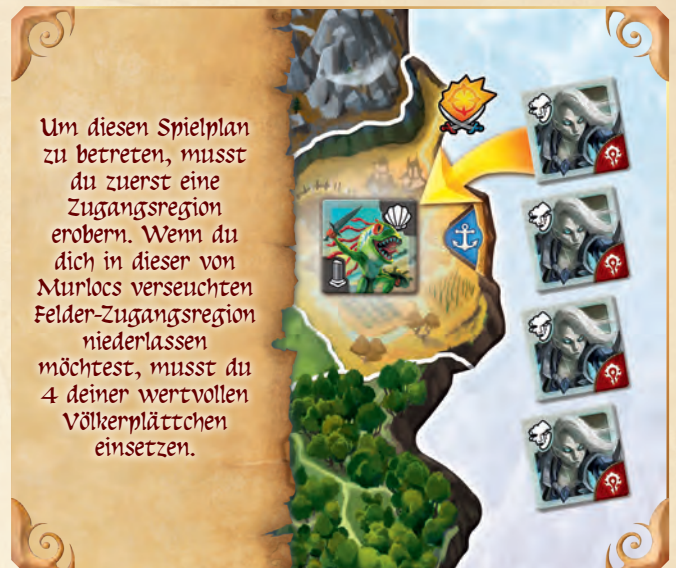 Um diesen Spielplan
zu betreten, musst
du zuerst eine
Zugangsregion
erobern. Wenn du
dich in dieser von
Murlocs verseuchten
Felder-Zugangsregion
niederlassen
möchtest, musst du
4 deiner wertvollen
Völkerplättchen
einsetzen.